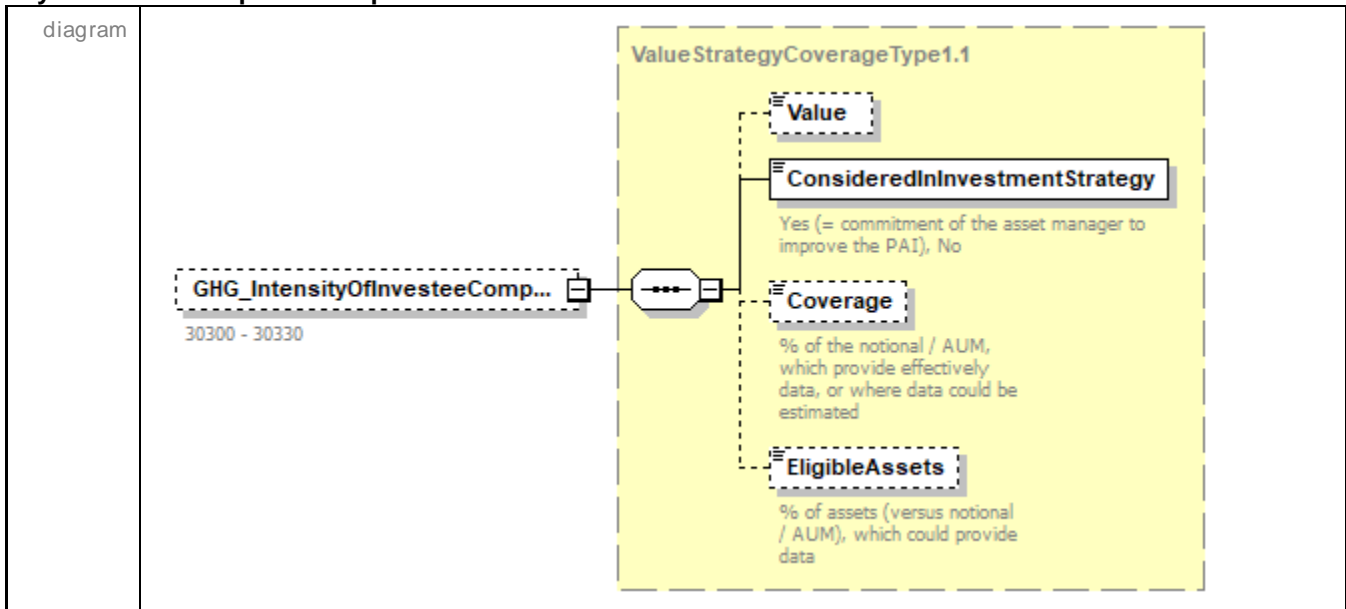 diagram
ValueStrategyCoverageType1.1
Value
ConsideredInInvestmentStrategy
Yes (= commitment of the asset manager to
improve the PAI), No
GHG_IntensityOfInvesteeComp...
30300 - 30330
Coverage
% of the notional / AUM,
which provide effectively
data, or where data could be
estimated
EligibleAssets
% of assets (versus notional
/ AUM), which could provide
data